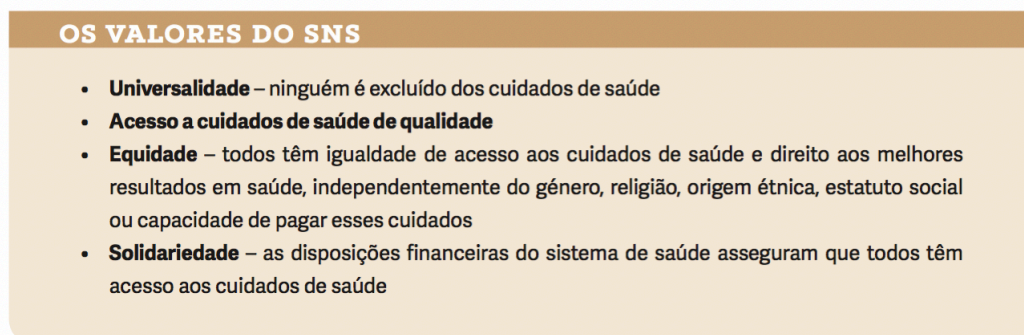 OS VALORES DO SNS
• Universalidade – ninguém é excluído dos cuidados de saúde
• Acesso a cuidados de saúde de qualidade
• Equidade – todos têm igualdade de acesso aos cuidados de saúde e direito aos melhores
resultados em saúde, independentemente do género, religião, origem étnica, estatuto social
ou capacidade de pagar esses cuidados
• Solidariedade – as disposições financeiras do sistema de saúde asseguram que todos têm
acesso aos cuidados de saúde